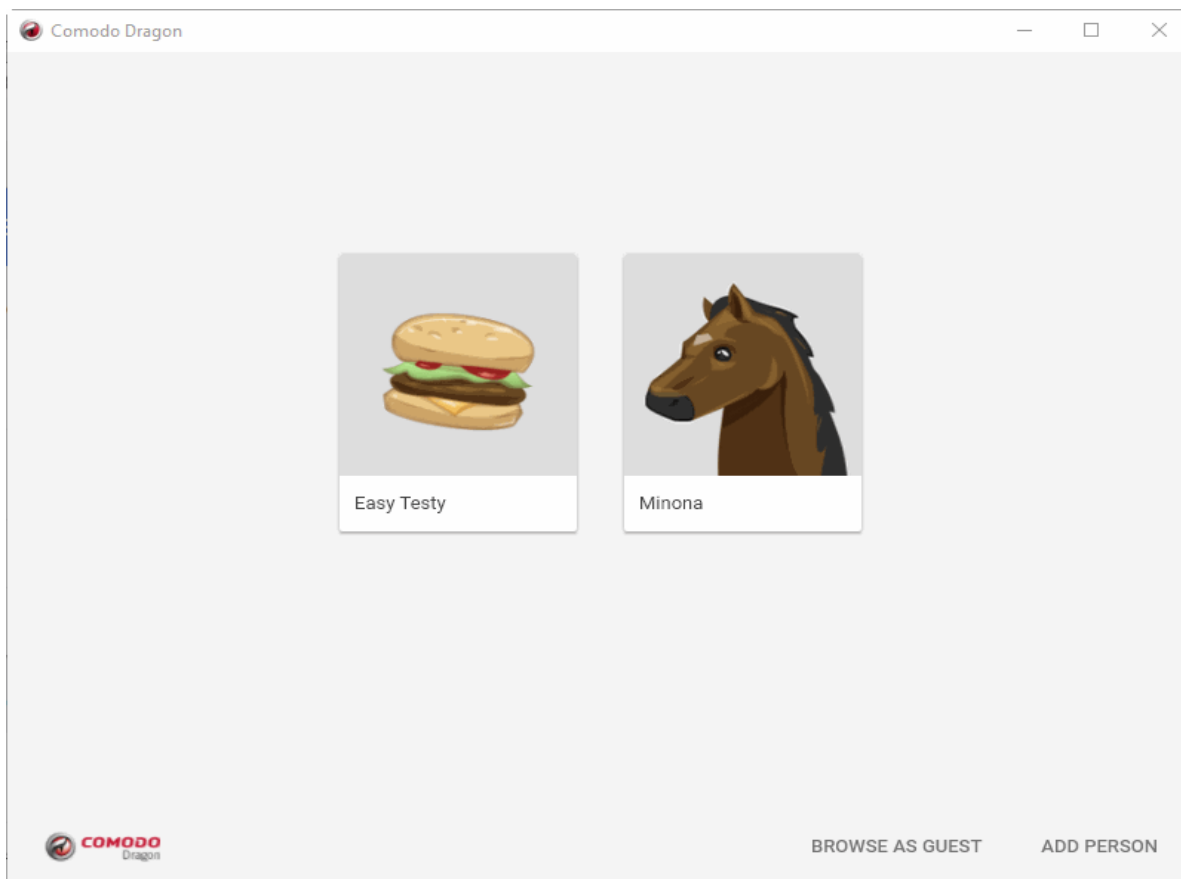 Comodo Dragon
Easy Testy
Minona
COMODO
Dragon
BROWSE AS GUEST
ADD PERSON